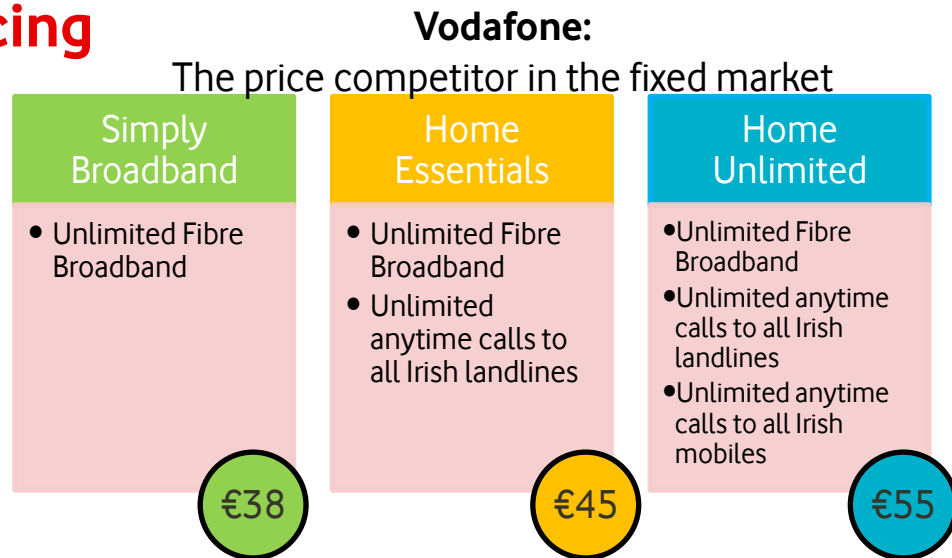 cing
Vodafone:
The price competitor in the fixed market
Simply
Broadband
• Unlimited Fibre
Broadband
€38
Home
Essentials
• Unlimited Fibre
Broadband
• Unlimited
anytime calls to
all Irish landlines
€45
Home
Unlimited
•Unlimited Fibre
Broadband
•Unlimited anytime
calls to all Irish
landlines
•Unlimited anytime
calls to all Irish
mobiles
€55